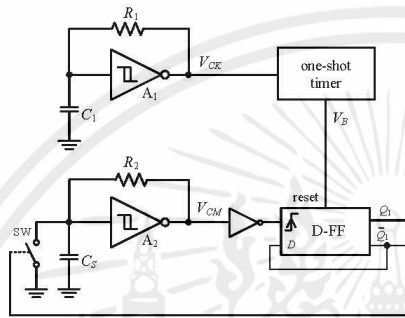 R1
VCK
one-shot
timer
A1
C1
VB
R2
reset
VCM
Q1
D-FF
Q̄1
SW
A2
D
CS